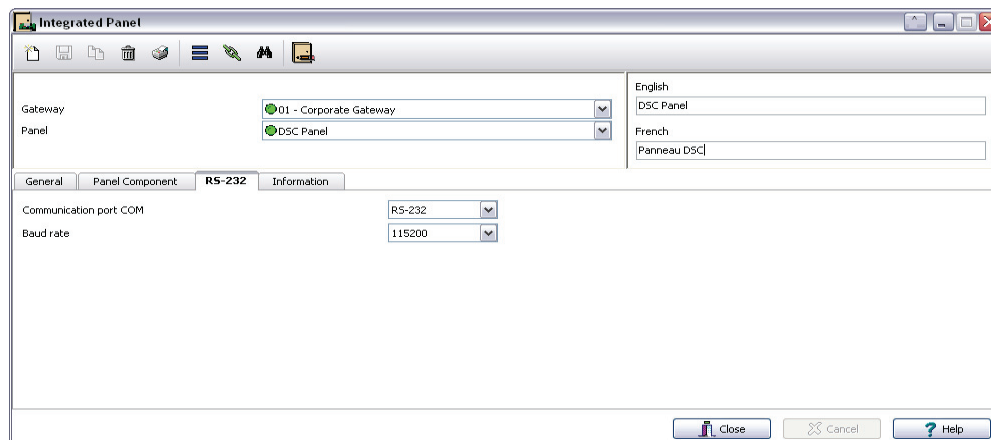 Integrated Panel
Gateway
01 - Corporate Gateway
Panel
DSC Panel
English
DSC Panel
French
Panneau DSC
General
Panel Component
RS-232
Information
Communication port COM
RS-232
Baud rate
115200
Close
Cancel
? Help